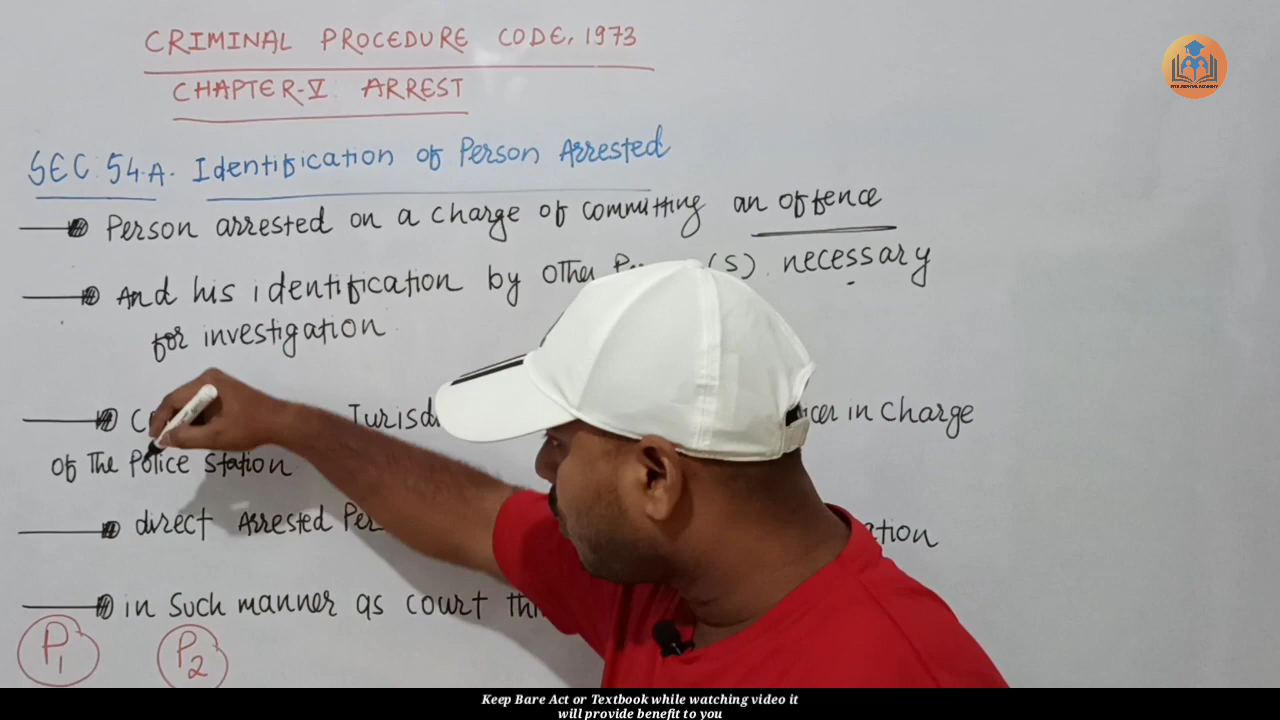 CRIMINAL PROCEDURE CODE, 1973
CHAPTER-V ARREST
SEC 54A. Identification of Person Arrested
Person arrested on a charge of committing an offence
And his identification by other (s) necessary
for investigation
in charge
of The Police Station
direct Arrested
in such manner as court
P1 P2
Keep Bare Act or Textbook while watching video it
will provide benefit to you